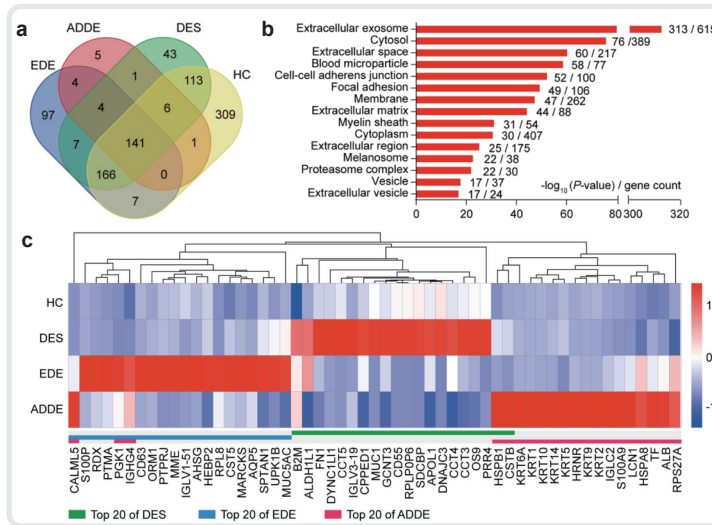 a
ADDE
DES
EDE
HC
5
43
4
1
113
97
4
6
309
7
141
1
166
0
7
b
Extracellular exosome 313 / 615
Cytosol 76 /389
Extracellular space 60 / 217
Blood microparticle 58 / 77
Cell-cell adherens junction 52 / 100
Focal adhesion 49 / 106
Membrane 47 / 262
Extracellular matrix 44 / 88
Myelin sheath 31 / 54
Cytoplasm 30 / 407
Extracellular region 25 / 175
Melanosome 22 / 38
Proteasome complex 22 / 30
Vesicle 17 / 37
Extracellular vesicle 17 / 24
-log10 (P-value) / gene count
0 20 40 60 80 300 320
c
HC
DES
EDE
ADDE
1
0
-1
CALML5
S100P
RDX
PTMA
PGK1
IGHG4
CD63
ORM1
PTPRJ
MME
IGLV1-51
AHSG
HEBP2
RPL8
CST5
MARCKS
AQP5
SPTAN1
UPK1B
MUC5AC
B2M
ALDH1L1
FN1
DYNC1LI1
CCT5
IGLV3-19
CPPED1
MUC1
GCNT3
CD55
RPLP0P6
SDCBP
APOL1
DNAJC3
CCT4
CCT3
OS9
PRR4
HSPB1
CSTB
KRT6A
KRT1
KRT10
KRT14
KRT5
HRNR
KRT9
KRT2
IGLC2
S100A9
LCN1
HSPA8
TF
ALB
RPS27A
Top 20 of DES Top 20 of EDE Top 20 of ADDE